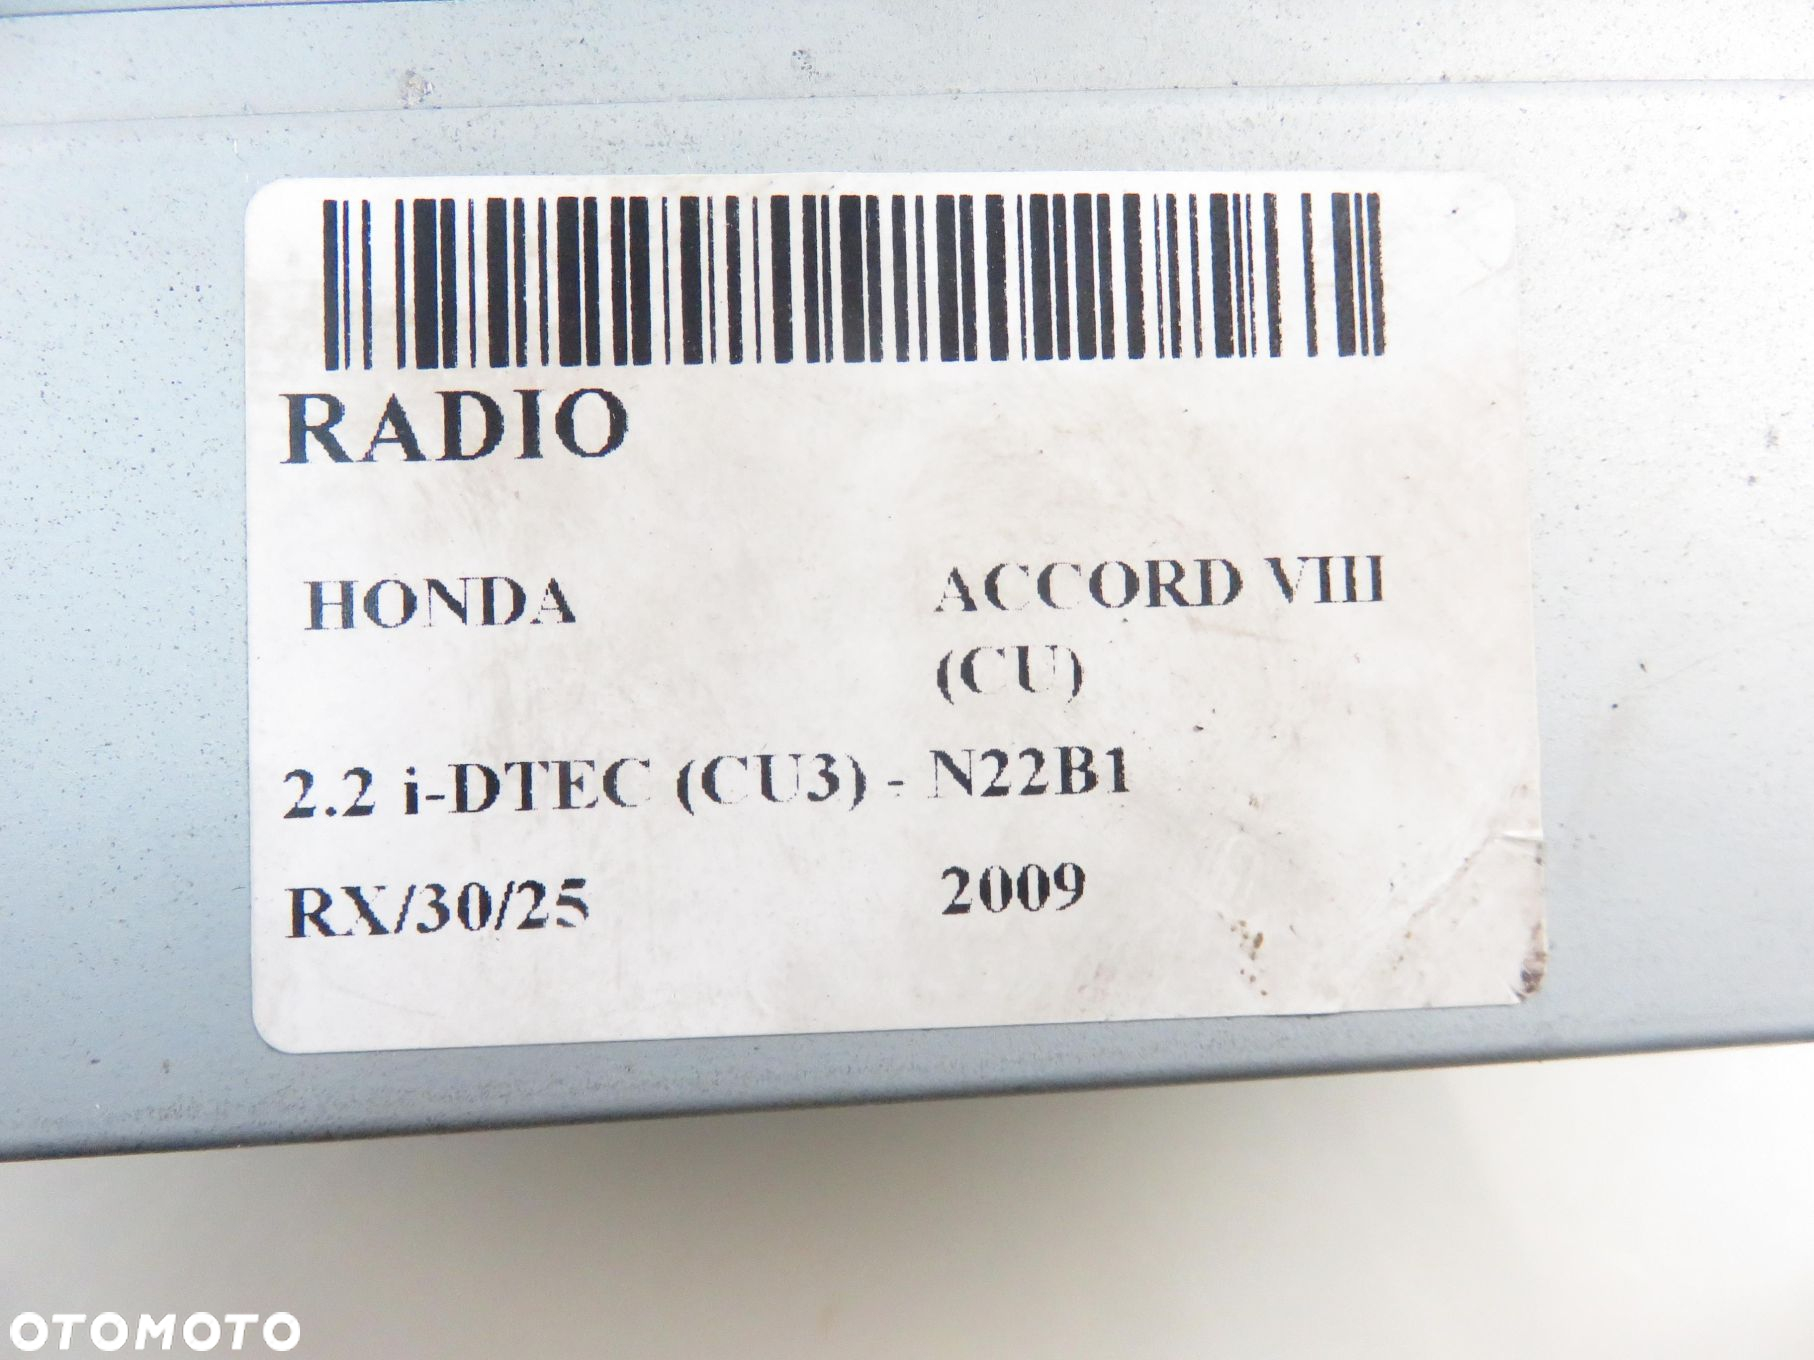 RADIO
HONDA ACCORD VIII
(CU)
2.2 i-DTEC (CU3) - N22B1
RX/30/25 2009
OTOMOTO